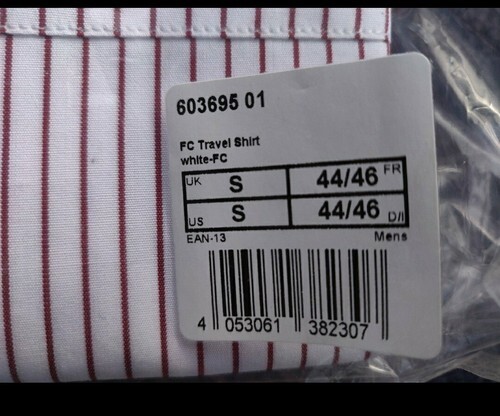 603695 01
FC Travel Shirt
white-FC
UK S 44/46 FR
US S 44/46 D/I
EAN-13 Mens
4 053061 382307